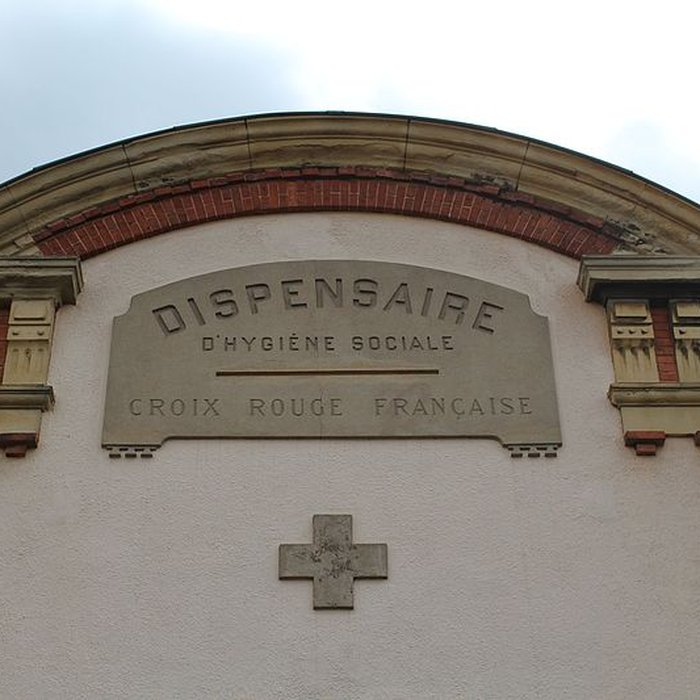 DISPENSAIRE
D'HYGIÈNE SOCIALE
CROIX ROUGE FRANÇAISE